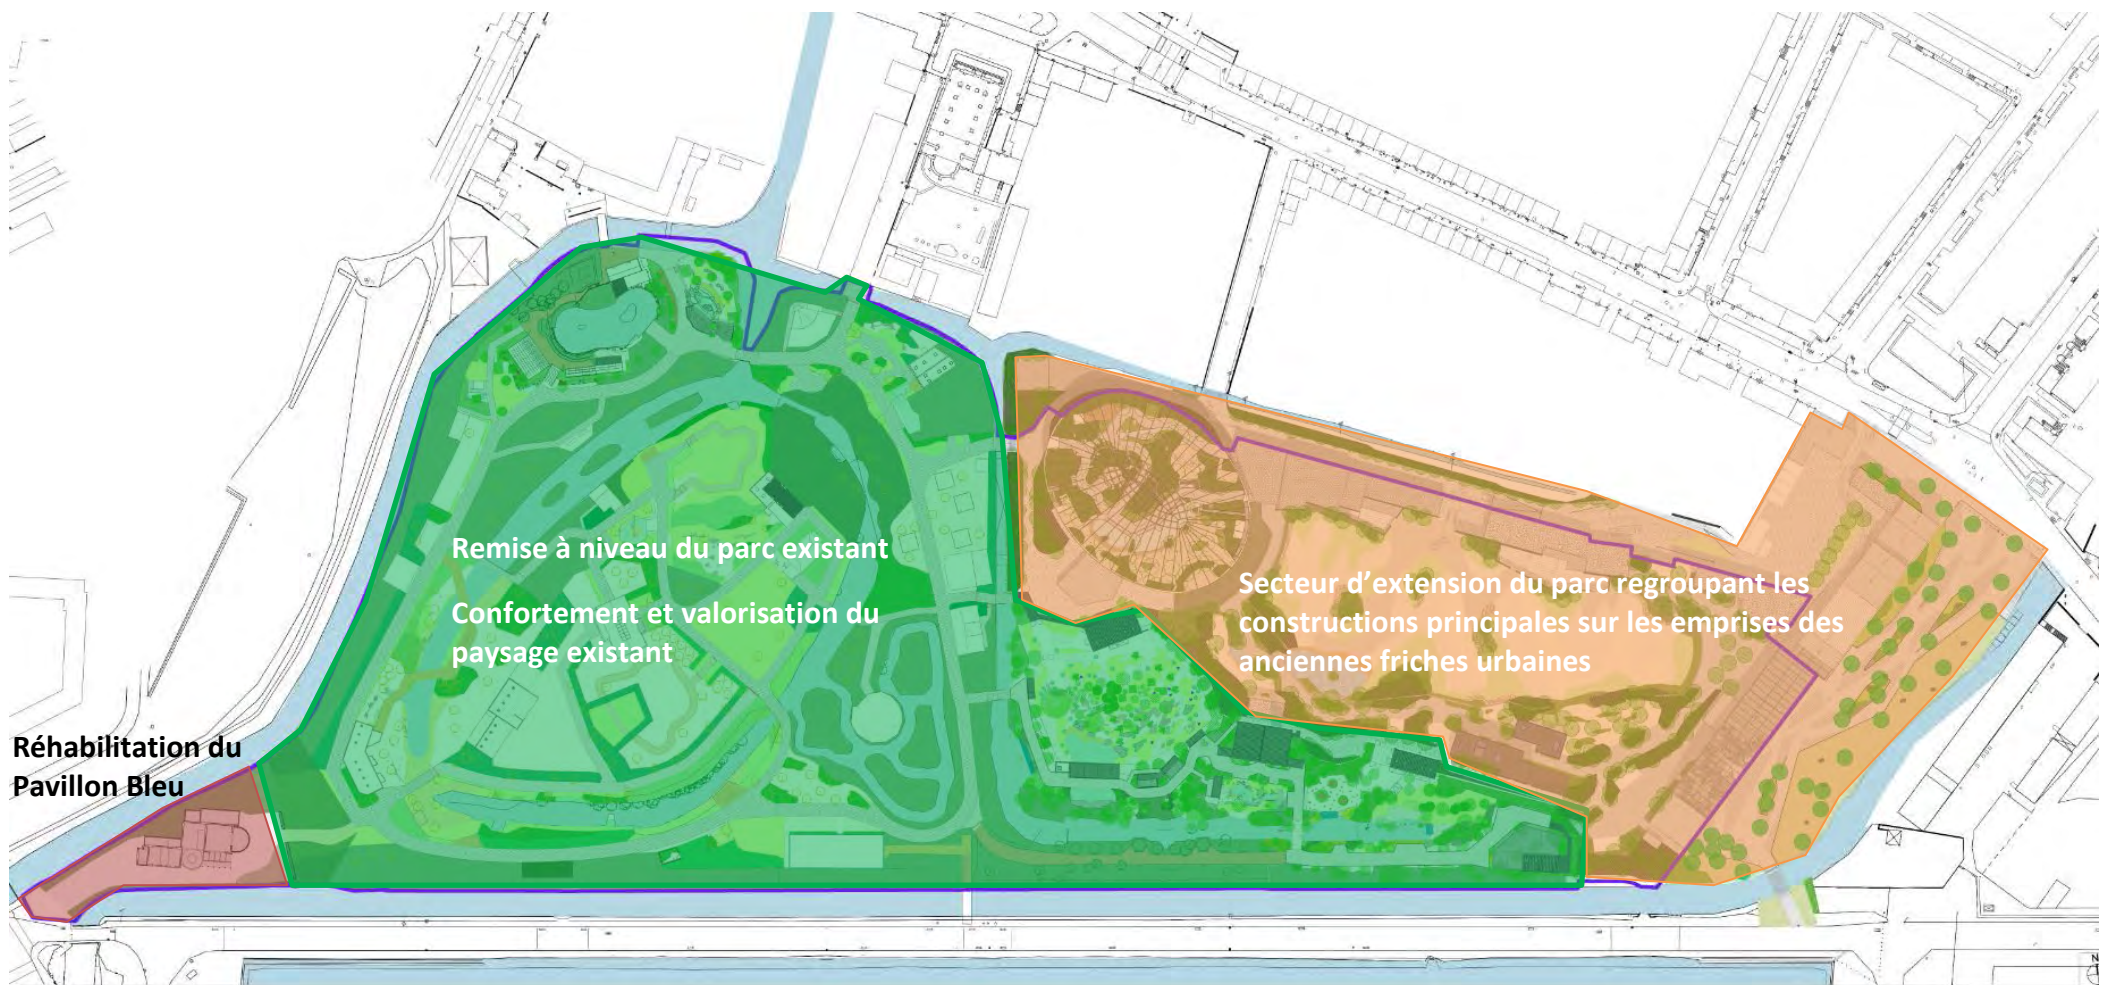 Remise à niveau du parc existant
Confortement et valorisation du
paysage existant
Secteur d'extension du parc regroupant les
constructions principales sur les emprises des
anciennes friches urbaines
Réhabilitation du
Pavillon Bleu